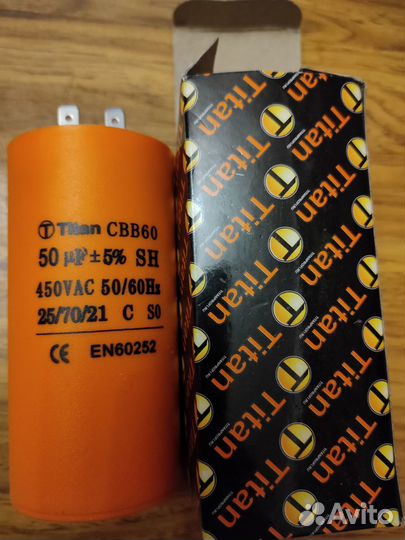 Titan CBB60
50 µF ± 5% SH
450VAC 50/60Hz
25/70/21 C S0
CE EN60252
Titan
Titan
Titan
Titan
Titan
Titan
Avito